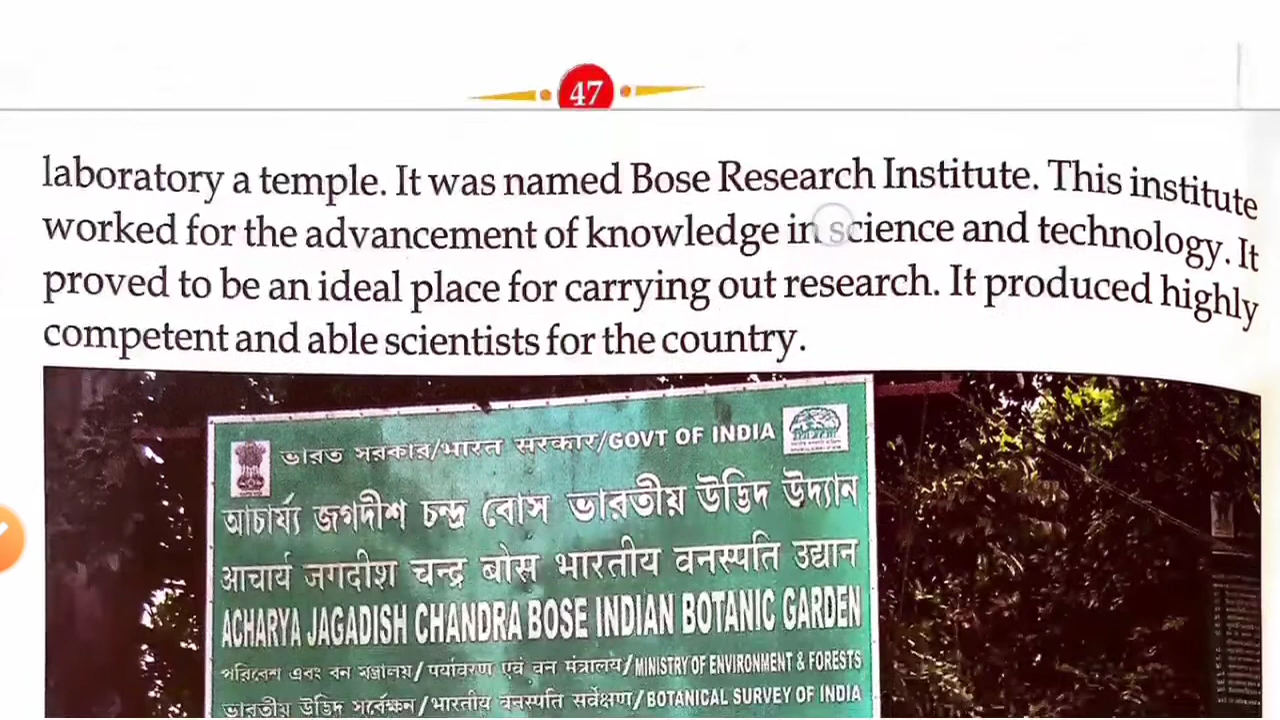 47
laboratory a temple. It was named Bose Research Institute. This institute
worked for the advancement of knowledge in science and technology. It
proved to be an ideal place for carrying out research. It produced highly
competent and able scientists for the country.
ভারত সরকার/भारत सरकार/GOVT OF INDIA
আচার্য্য জগদীশ চন্দ্র বোস ভারতীয় উদ্ভিদ উদ্যান
आचार्य जगदीश चन्द्र बोस भारतीय वनस्पति उद्यान
ACHARYA JAGADISH CHANDRA BOSE INDIAN BOTANIC GARDEN
পরিবেশ এবং বন মন্ত্রালয়/पर्यावरण एवं वन मंत्रालय/MINISTRY OF ENVIRONMENT & FORESTS
ভারতীয় উদ্ভিদ সর্বেক্ষন/भारतीय वनस्पति सर्वेक्षण/BOTANICAL SURVEY OF INDIA